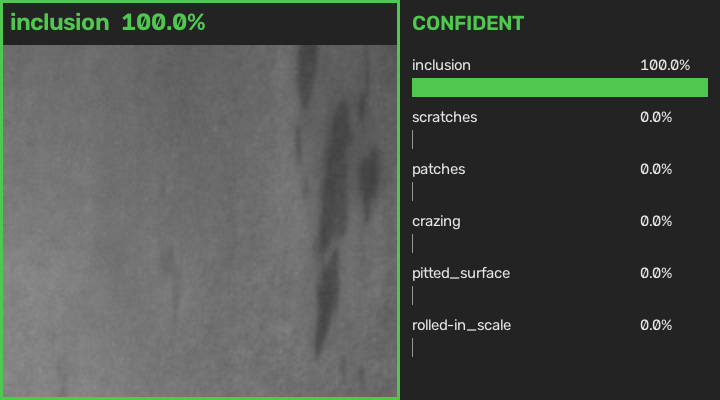 inclusion 100.0%
CONFIDENT
inclusion 100.0%
scratches 0.0%
patches 0.0%
crazing 0.0%
pitted_surface 0.0%
rolled-in_scale 0.0%